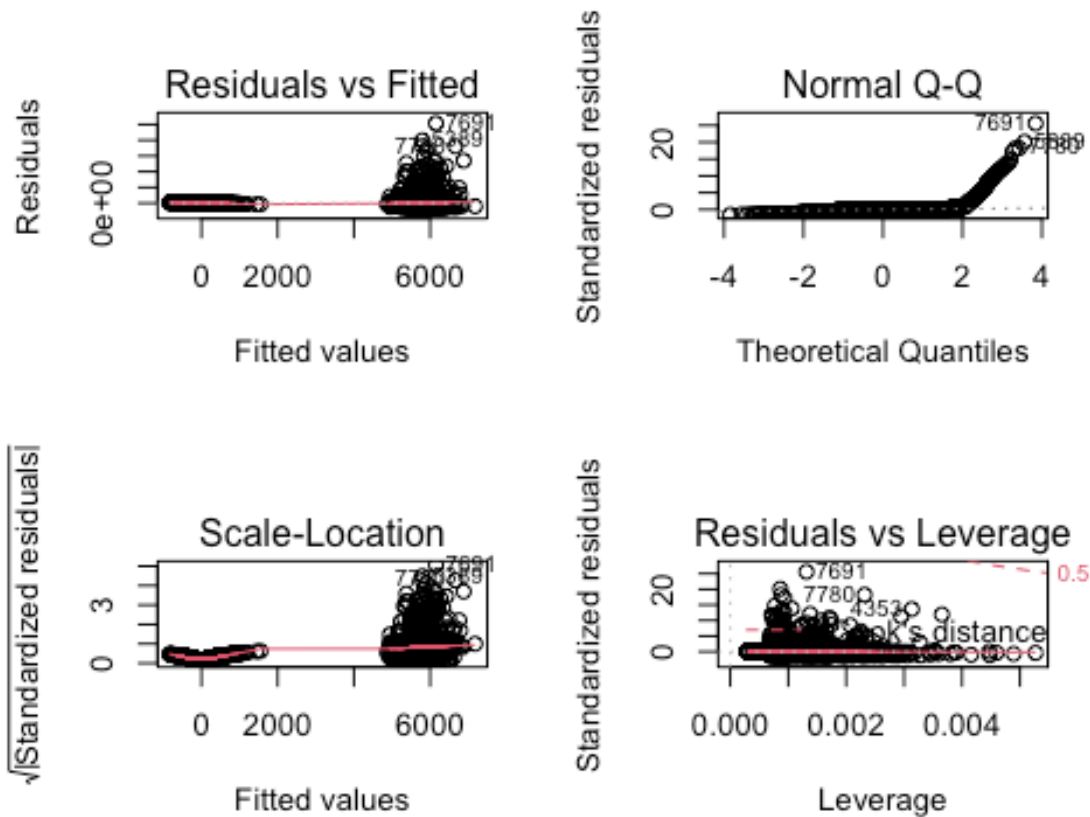 Residuals vs Fitted
Residuals
0e+00
7691
0 2000 6000
Fitted values
Normal Q-Q
Standardized residuals
0 20
7691
-4 -2 0 2 4
Theoretical Quantiles
Scale-Location
√|Standardized residuals|
0 3
7691
0 2000 6000
Fitted values
Residuals vs Leverage
Standardized residuals
0 20
7691
7780
4353
0.5
distance
0.000 0.002 0.004
Leverage